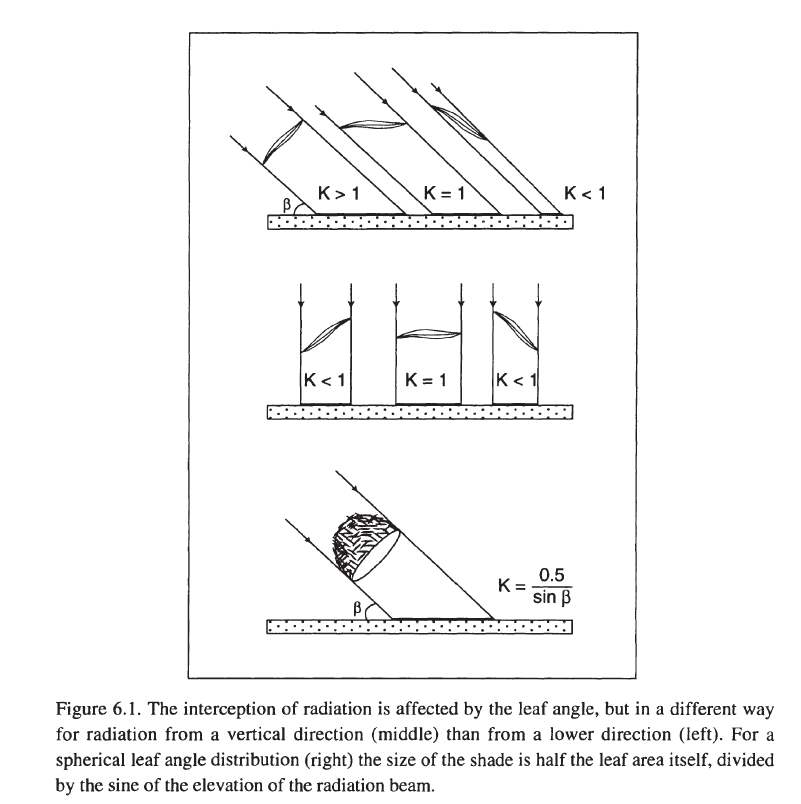 K > 1
K = 1
K < 1
β
K < 1
K = 1
K < 1
K = 0.5
sin β
β
Figure 6.1. The interception of radiation is affected by the leaf angle, but in a different way
for radiation from a vertical direction (middle) than from a lower direction (left). For a
spherical leaf angle distribution (right) the size of the shade is half the leaf area itself, divided
by the sine of the elevation of the radiation beam.